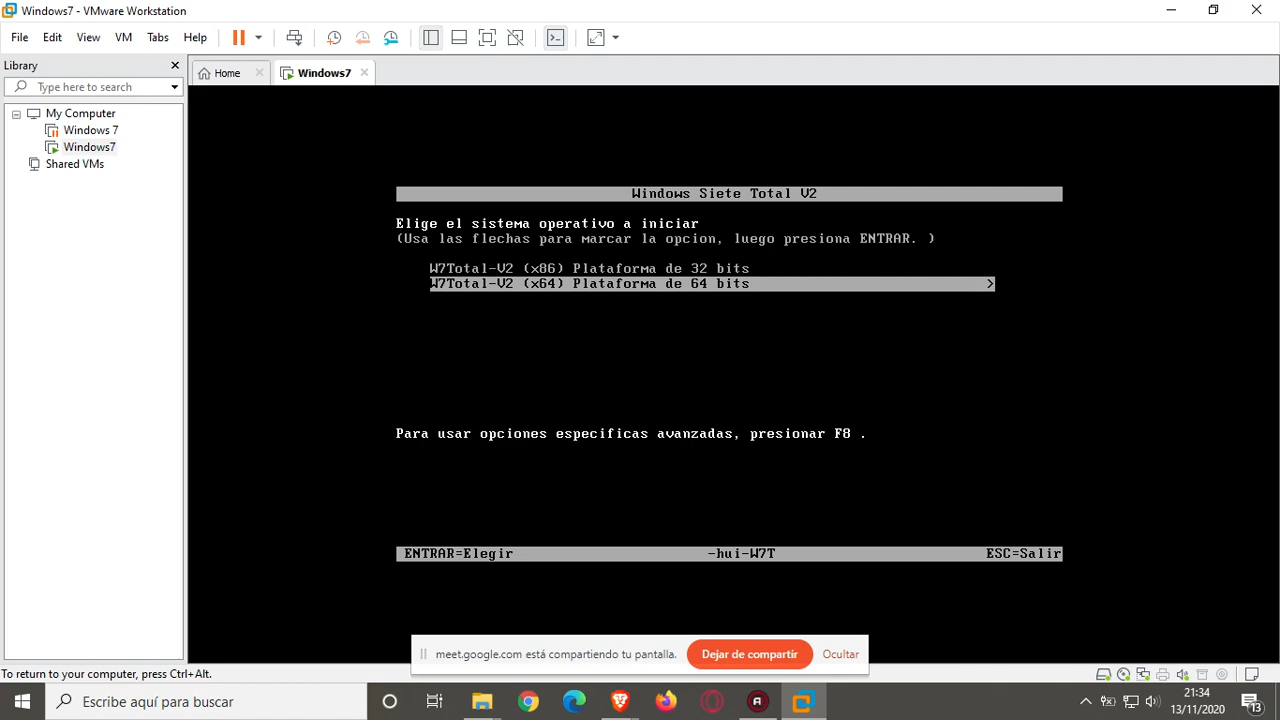 Windows7 - VMware Workstation
File Edit View VM Tabs Help
Library
Home
Windows7
Type here to search
My Computer
Windows 7
Windows7
Shared VMs
Windows Siete Total V2
Elige el sistema operativo a iniciar
(Usa las flechas para marcar la opcion, luego presiona ENTRAR. )
W7Total-V2 (x86) Plataforma de 32 bits
W7Total-V2 (x64) Plataforma de 64 bits >
Para usar opciones especificas avanzadas, presionar F8 .
ENTRAR=Elegir -hui-W7T ESC=Salir
meet.google.com está compartiendo tu pantalla. Dejar de compartir Ocultar
To return to your computer, press Ctrl+Alt.
Escribe aquí para buscar
21:34
13/11/2020
13